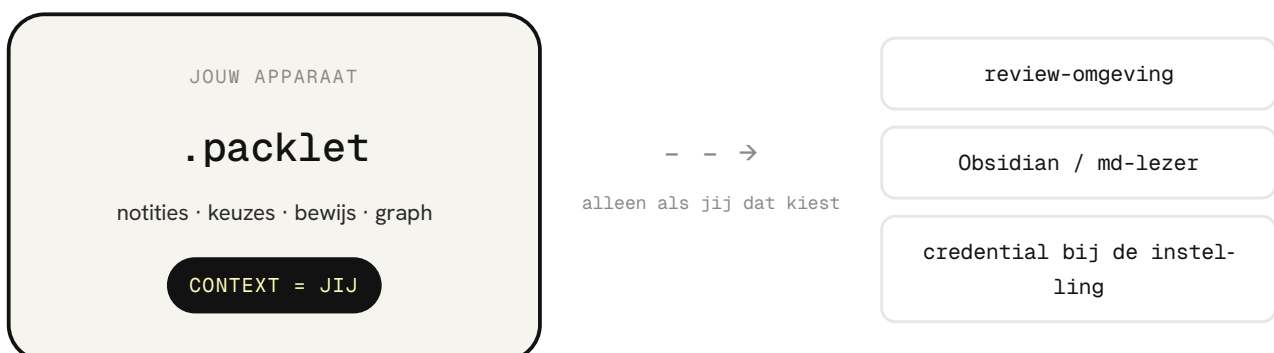 JOUW APPARAAT
.packlet
notities · keuzes · bewijs · graph
CONTEXT = JIJ
– – →
alleen als jij dat kiest
review-omgeving
Obsidian / md-lezer
credential bij de instel-
ling